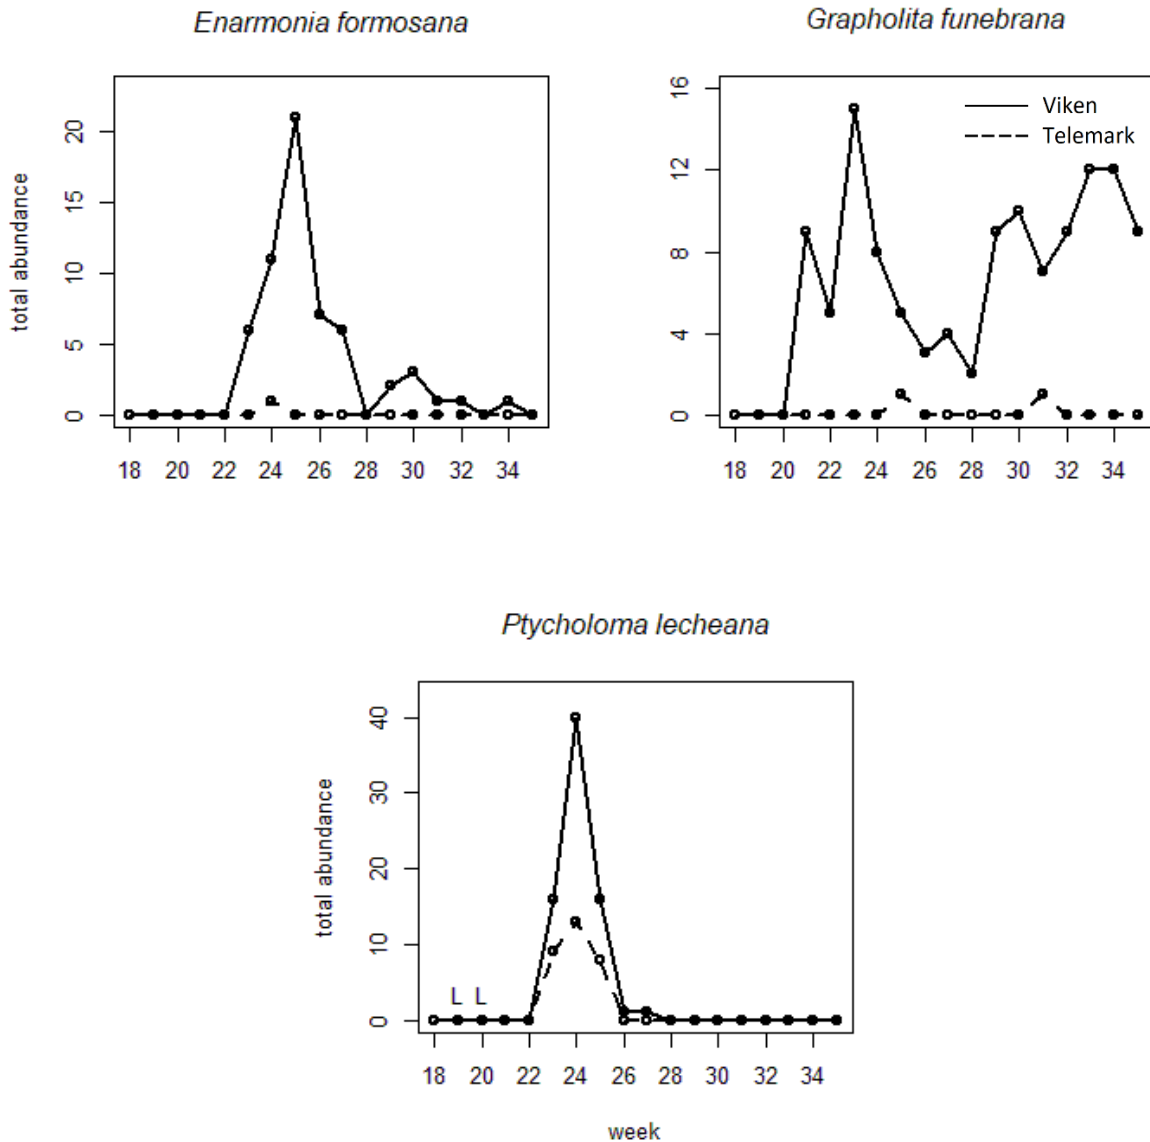 Enarmonia formosana
total abundance
20
15
10
5
0
18 20 22 24 26 28 30 32 34
Grapholita funebrana
Viken
Telemark
16
12
8
4
0
18 20 22 24 26 28 30 32 34
Ptycholoma lecheana
total abundance
40
30
20
10
0
L L
18 20 22 24 26 28 30 32 34
week